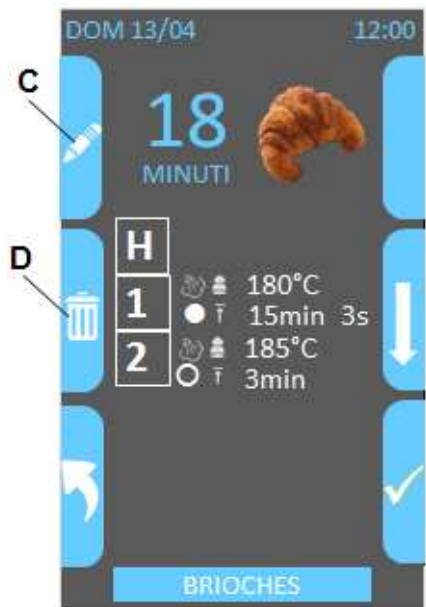 DOM 13/04 12:00
C
18
MINUTI
H
D
1 180°C
15min 3s
2 185°C
3min
BRIOCHES